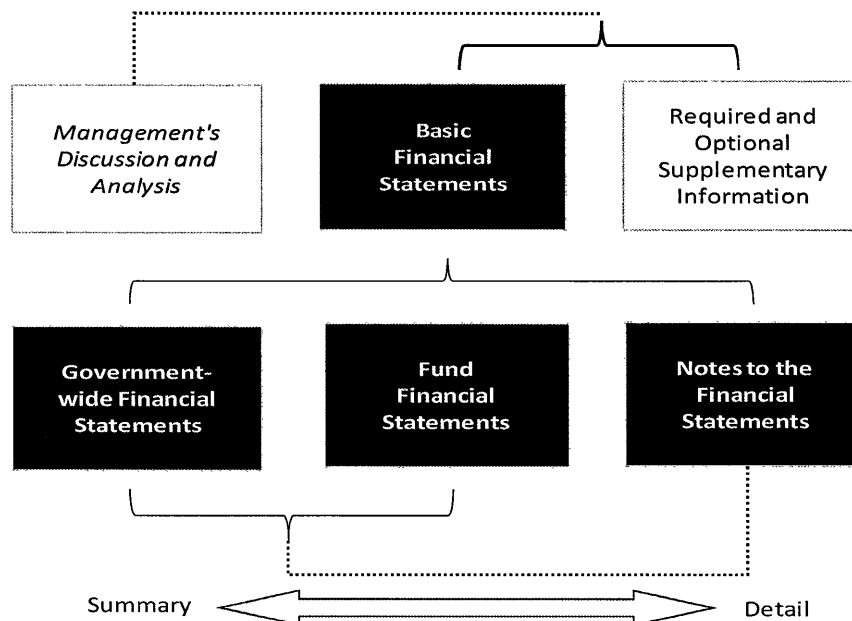 Management's
Discussion and
Analysis
Basic
Financial
Statements
Required and
Optional
Supplementary
Information
Government-
wide Financial
Statements
Fund
Financial
Statements
Notes to the
Financial
Statements
Summary
Detail